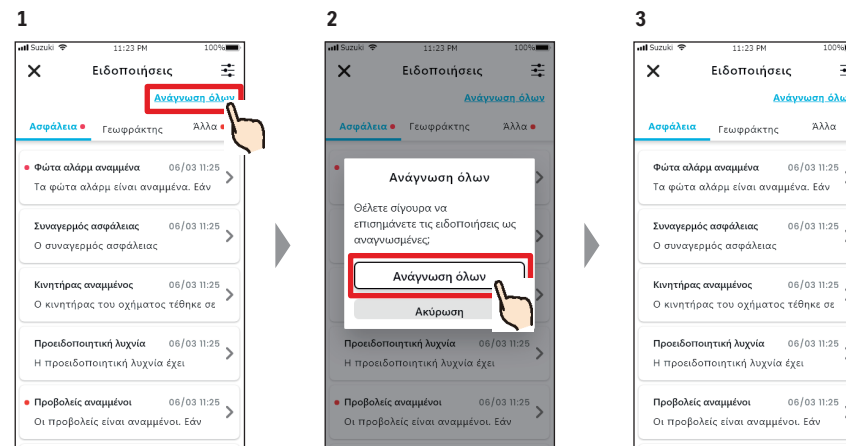 1
Suzuki 11:23 PM 100%
Ειδοποιήσεις
Ανάγνωση όλων
Ασφάλεια Γεωφράκτης Άλλα
Φώτα αλάρμ αναμμένα 06/03 11:25
Τα φώτα αλάρμ είναι αναμμένα. Εάν
Συναγερμός ασφάλειας 06/03 11:25
Ο συναγερμός ασφάλειας
Κινητήρας αναμμένος 06/03 11:25
Ο κινητήρας του οχήματος τέθηκε σε
Προειδοποιητική λυχνία 06/03 11:25
Η προειδοποιητική λυχνία έχει
Προβολείς αναμμένοι 06/03 11:25
Οι προβολείς είναι αναμμένοι. Εάν
2
Suzuki 11:23 PM 100%
Ειδοποιήσεις
Ανάγνωση όλων
Ασφάλεια Γεωφράκτης Άλλα
Ανάγνωση όλων
Θέλετε σίγουρα να
επισημάνετε τις ειδοποιήσεις ως
αναγνωσμένες;
Ανάγνωση όλων
Ακύρωση
Προειδοποιητική λυχνία 06/03 11:25
Η προειδοποιητική λυχνία έχει
Προβολείς αναμμένοι 06/03 11:25
Οι προβολείς είναι αναμμένοι. Εάν
3
Suzuki 11:23 PM 100%
Ειδοποιήσεις
Ανάγνωση όλω
Ασφάλεια Γεωφράκτης Άλλα
Φώτα αλάρμ αναμμένα 06/03 11:25
Τα φώτα αλάρμ είναι αναμμένα. Εάν
Συναγερμός ασφάλειας 06/03 11:25
Ο συναγερμός ασφάλειας
Κινητήρας αναμμένος 06/03 11:25
Ο κινητήρας του οχήματος τέθηκε σε
Προειδοποιητική λυχνία 06/03 11:25
Η προειδοποιητική λυχνία έχει
Προβολείς αναμμένοι 06/03 11:25
Οι προβολείς είναι αναμμένοι. Εάν